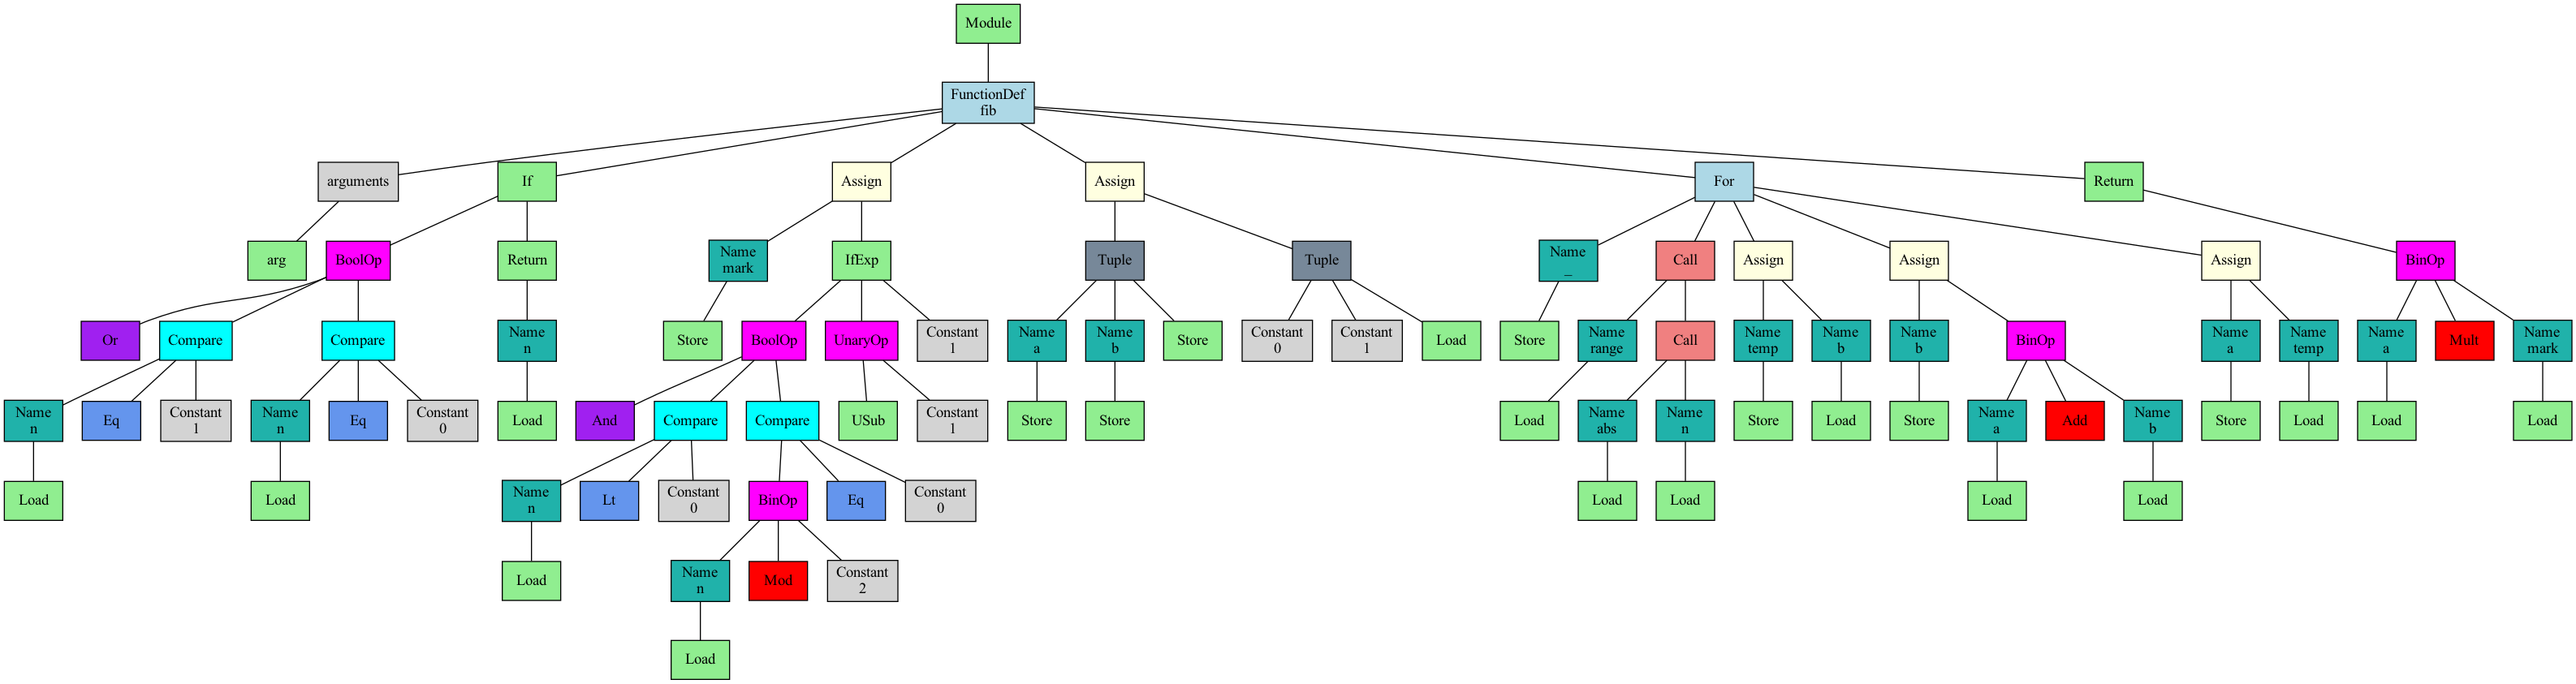 Module
FunctionDef
fib
arguments
If
Assign
Assign
For
Return
arg
BoolOp
Return
Name
mark
IfExp
Tuple
Tuple
Name
_
Call
Assign
Assign
Assign
BinOp
Or
Compare
Compare
Name
n
Store
BoolOp
UnaryOp
Constant
1
Name
a
Name
b
Store
Constant
0
Constant
1
Load
Store
Name
range
Call
Name
temp
Name
b
Name
b
BinOp
Name
a
Name
temp
Name
a
Mult
Name
mark
Name
n
Eq
Constant
1
Name
n
Eq
Constant
0
Load
And
Compare
Compare
USub
Constant
1
Store
Store
Load
Name
abs
Name
n
Store
Load
Store
Name
a
Add
Name
b
Store
Load
Load
Load
Load
Load
Name
n
Lt
Constant
0
BinOp
Eq
Constant
0
Load
Load
Load
Load
Load
Name
n
Mod
Constant
2
Load